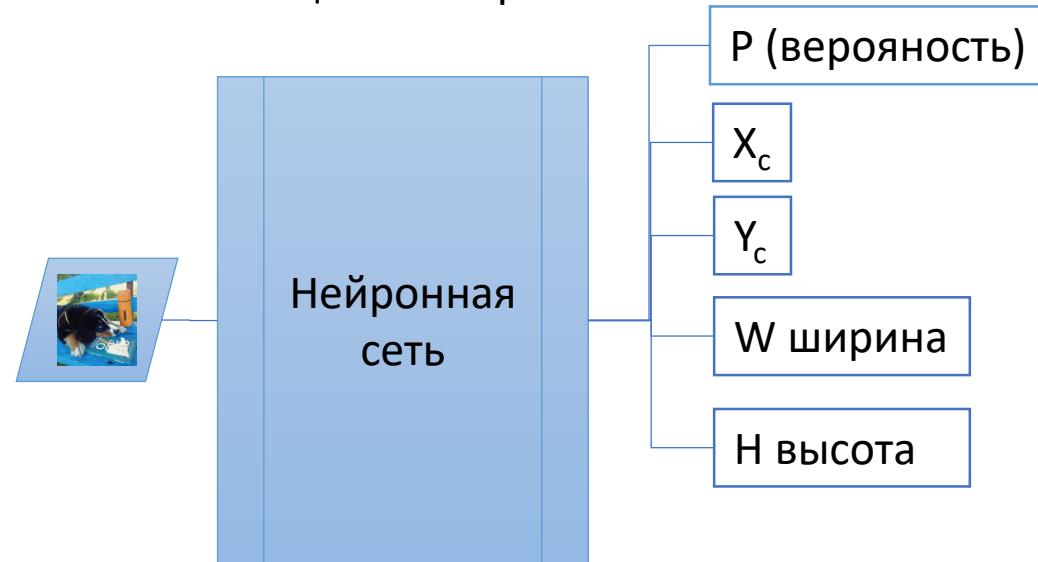 P (верояность)
Xc
Yc
Нейронная
сеть
W ширина
H высота